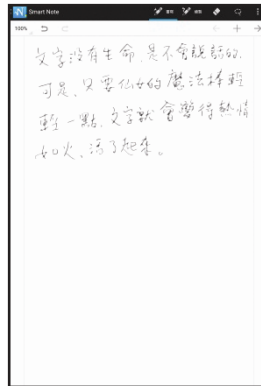 Smart Note
100%
文字沒有生命，是不會說話的.
可是，只要仙女的魔法棒輕
輕一點，文字就會變得熱情
如火，活了起來。